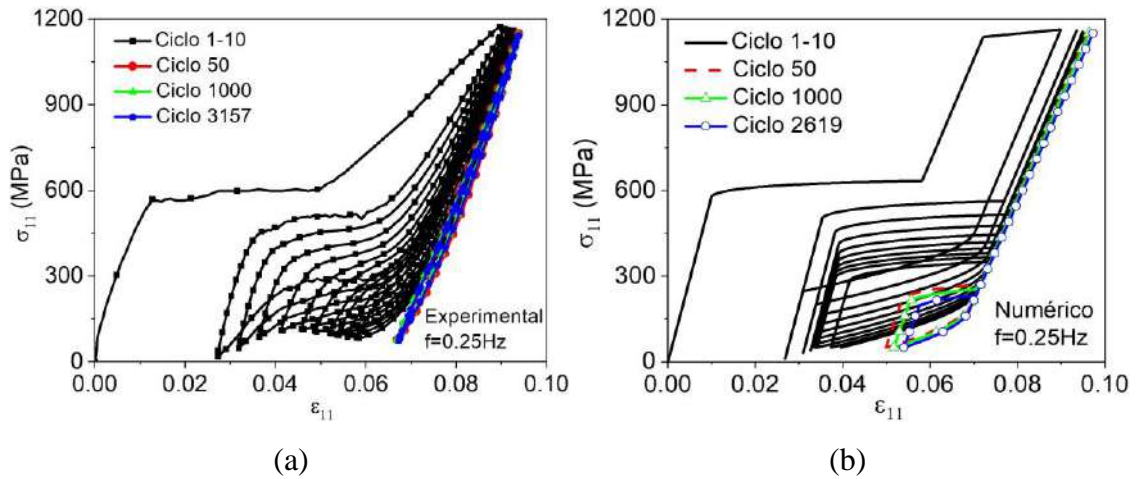 1200
900
600
300
0
σ₁₁ (MPa)
Ciclo 1-10
Ciclo 50
Ciclo 1000
Ciclo 3157
Experimental
f=0.25Hz
0.00 0.02 0.04 0.06 0.08 0.10
ε₁₁
(a)
1200
900
600
300
0
σ₁₁ (MPa)
Ciclo 1-10
Ciclo 50
Ciclo 1000
Ciclo 2619
Numérico
f=0.25Hz
0.00 0.02 0.04 0.06 0.08 0.10
ε₁₁
(b)